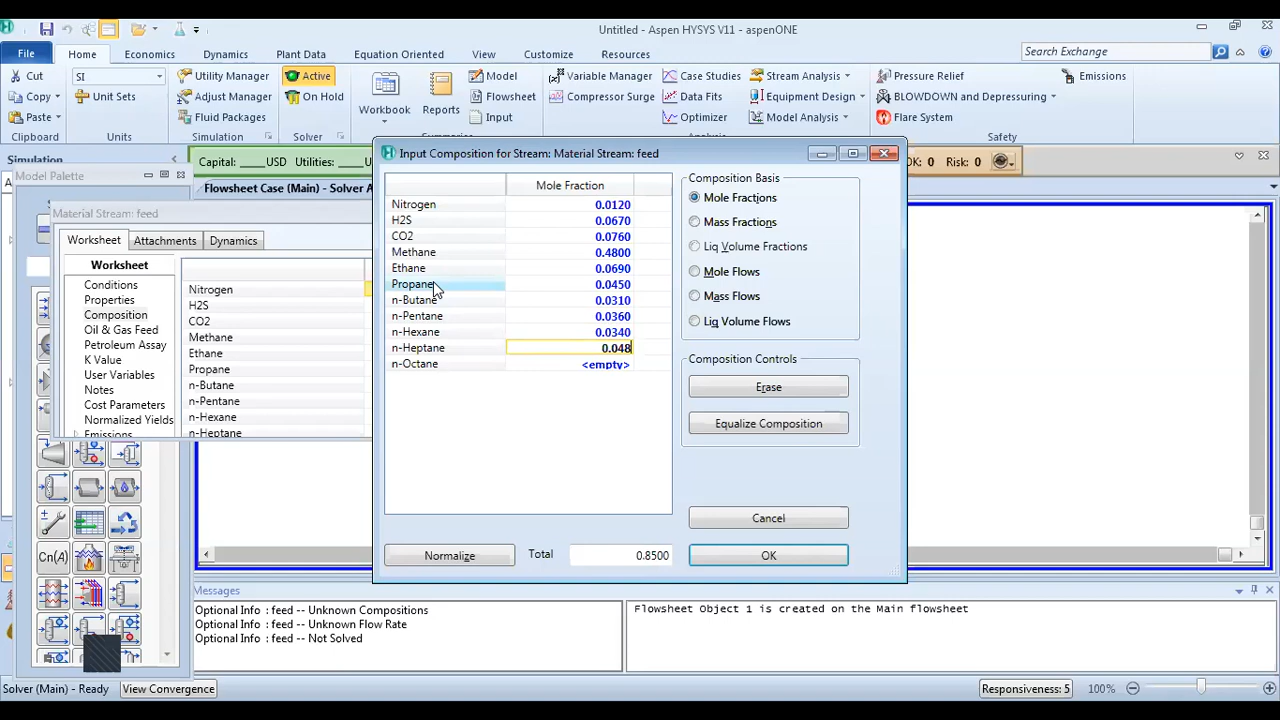 Untitled - Aspen HYSYS V11 - aspenONE
File Home Economics Dynamics Plant Data Equation Oriented View Customize Resources Search Exchange
Cut SI Utility Manager Active Model Variable Manager Case Studies Stream Analysis Pressure Relief Emissions
Copy Unit Sets Adjust Manager On Hold Workbook Reports Flowsheet Compressor Surge Data Fits Equipment Design BLOWDOWN and Depressuring
Paste Fluid Packages Input Optimizer Model Analysis Flare System
Clipboard Units Simulation Solver Safety
Simulation Capital: USD Utilities: OK: 0 Risk: 0
Model Palette Flowsheet Case (Main) - Solver A
Input Composition for Stream: Material Stream: feed
Material Stream: feed
Worksheet Attachments Dynamics
Worksheet
Conditions
Properties
Composition
Oil & Gas Feed
Petroleum Assay
K Value
User Variables
Notes
Cost Parameters
Normalized Yields
Emissions
Nitrogen
H2S
CO2
Methane
Ethane
Propane
n-Butane
n-Pentane
n-Hexane
n-Heptane
Mole Fraction
Nitrogen 0.0120
H2S 0.0670
CO2 0.0760
Methane 0.4800
Ethane 0.0690
Propane 0.0450
n-Butane 0.0310
n-Pentane 0.0360
n-Hexane 0.0340
n-Heptane 0.048
n-Octane <empty>
Composition Basis
Mole Fractions
Mass Fractions
Liq Volume Fractions
Mole Flows
Mass Flows
Liq Volume Flows
Composition Controls
Erase
Equalize Composition
Cancel
Normalize Total 0.8500 OK
Cn(A)
Messages
Optional Info : feed -- Unknown Compositions
Optional Info : feed -- Unknown Flow Rate
Optional Info : feed -- Not Solved
Flowsheet Object 1 is created on the Main flowsheet
Solver (Main) - Ready View Convergence Responsiveness: 5 100%